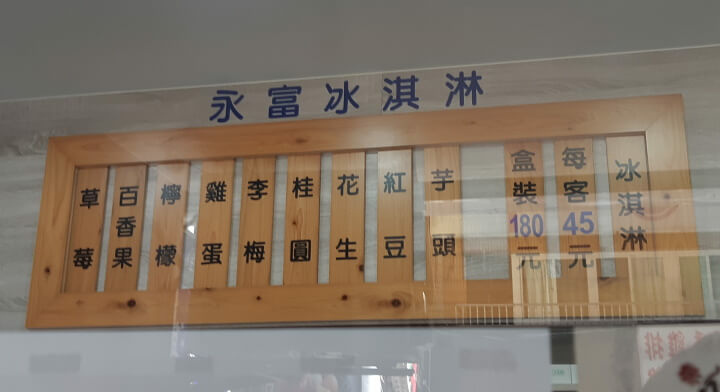 永富冰淇淋
冰淇淋
每客45元
盒裝180元
芋頭
紅豆
花生
桂圓
李梅
雞蛋
檸檬
百香果
草莓
雞排